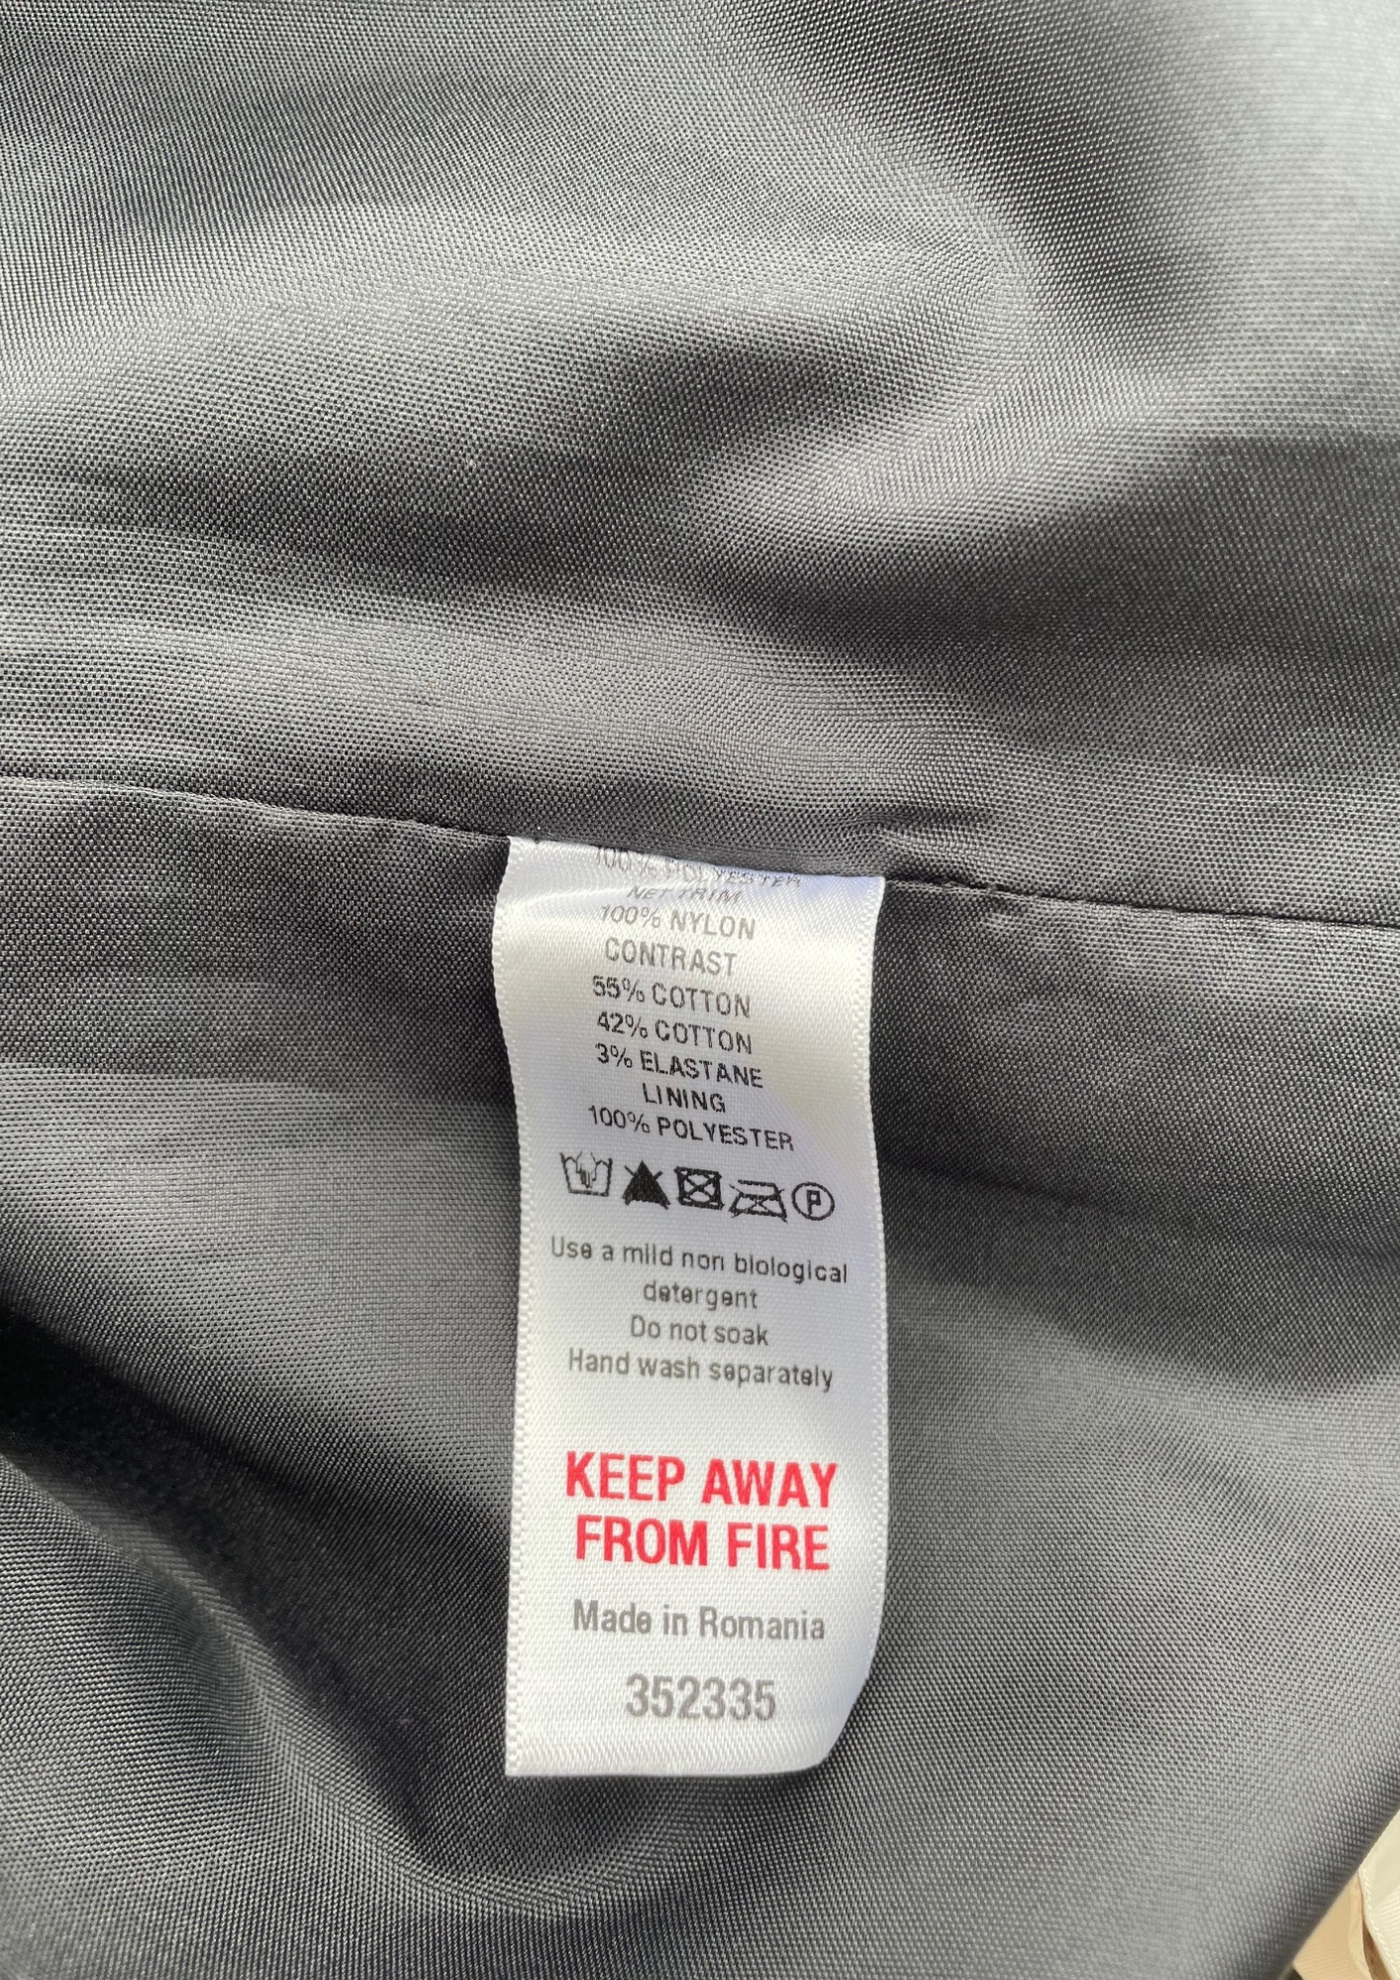 100% POLYESTER
NET TRIM
100% NYLON
CONTRAST
55% COTTON
42% COTTON
3% ELASTANE
LINING
100% POLYESTER
P
Use a mild non biological
detergent
Do not soak
Hand wash separately
KEEP AWAY
FROM FIRE
Made in Romania
352335